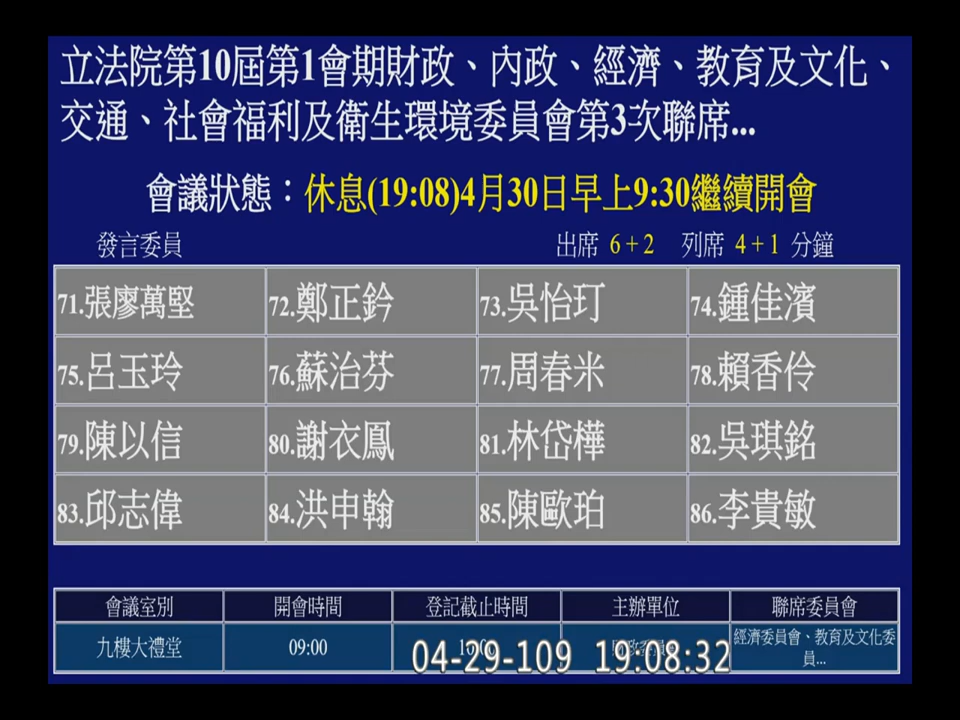 立法院第10屆第1會期財政、內政、經濟、教育及文化、
交通、社會福利及衛生環境委員會第3次聯席...
會議狀態：休息(19:08)4月30日早上9:30繼續開會
發言委員 出席 6+2 列席 4+1 分鐘
71.張廖萬堅 72.鄭正鈐 73.吳怡玎 74.鍾佳濱
75.呂玉玲 76.蘇治芬 77.周春米 78.賴香伶
79.陳以信 80.謝衣鳳 81.林岱樺 82.吳琪銘
83.邱志偉 84.洪申翰 85.陳歐珀 86.李貴敏
會議室別 開會時間 登記截止時間 主辦單位 聯席委員會
九樓大禮堂 09:00 經濟委員會、教育及文化委
員...
04-29-109 19:08:32